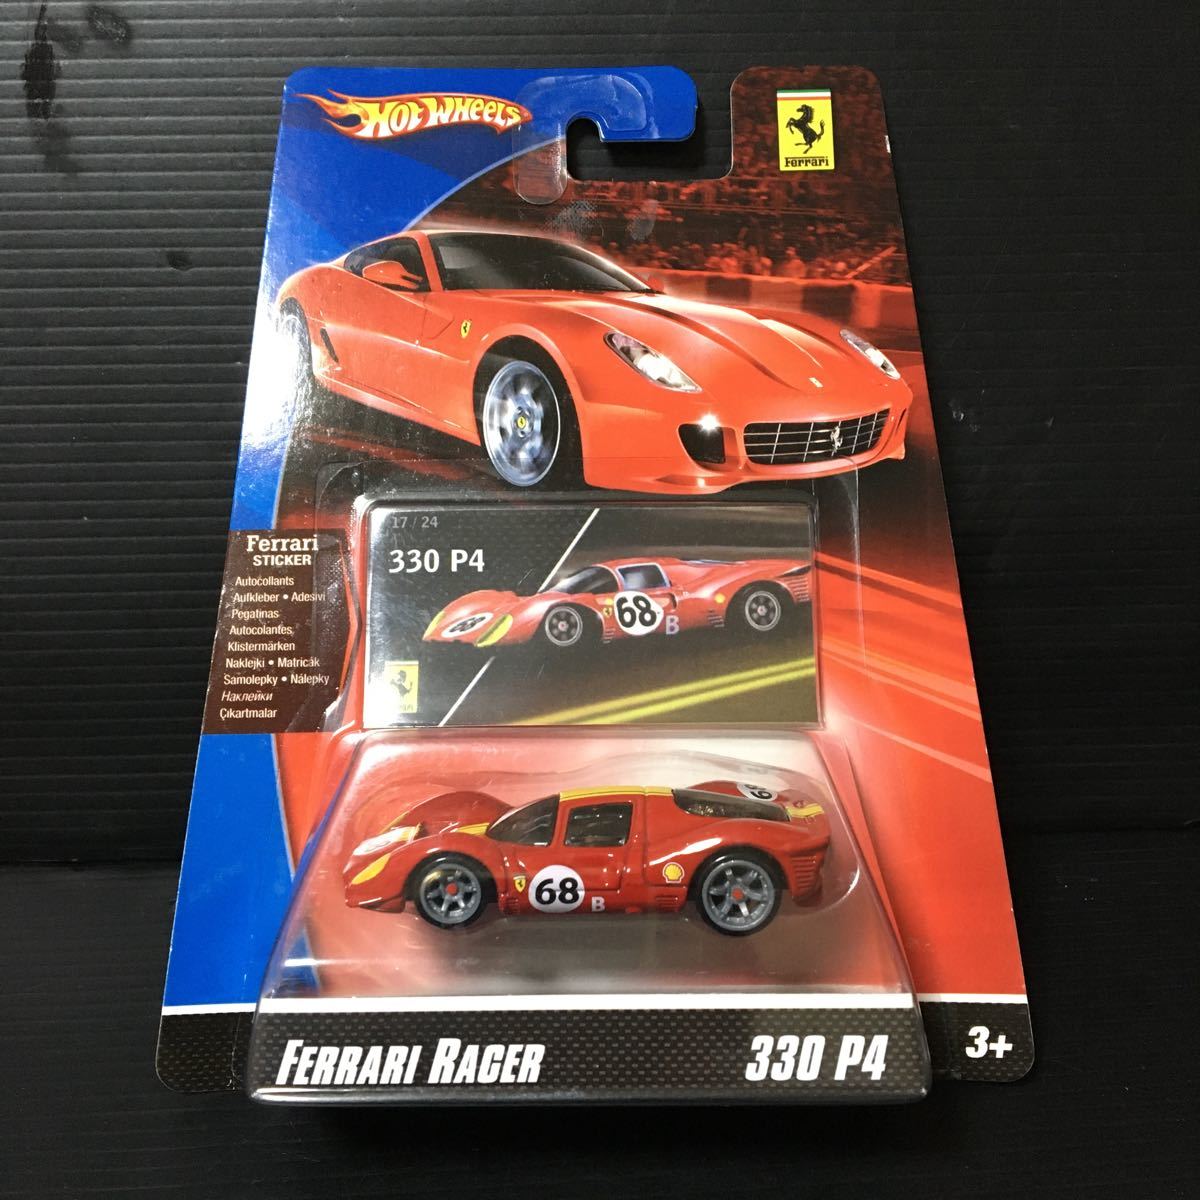 HOT WHEELS
Ferrari
17 / 24
330 P4
68
B
Ferrari
STICKER
Autocollants
Aufkleber • Adesivi
Pegatinas
Autocolantes
Klistermärken
Naklejki • Matricák
Samolepky • Nálepky
Наклейки
Çıkartmalar
68
68
B
FERRARI RACER
330 P4
3+